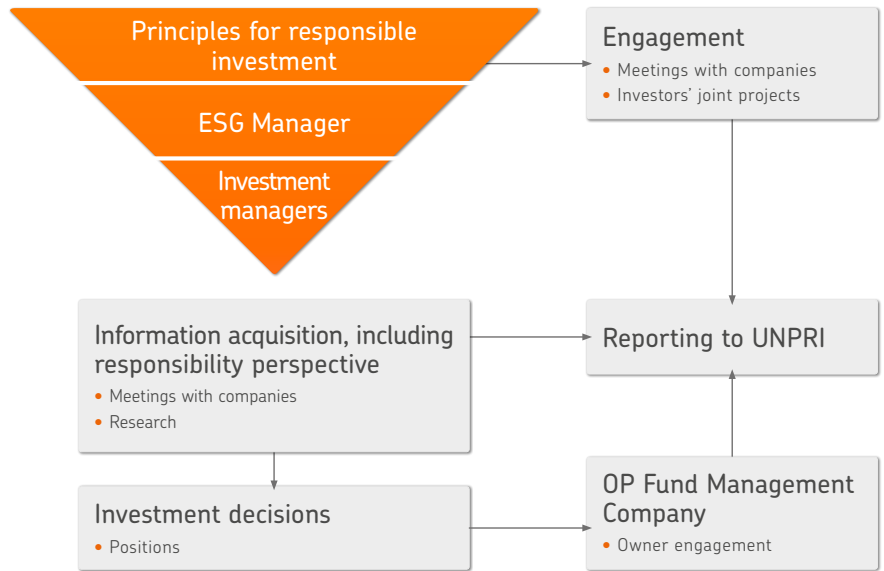 Principles for responsible
investment
ESG Manager
Investment
managers
Engagement
• Meetings with companies
• Investors’ joint projects
Information acquisition, including
responsibility perspective
• Meetings with companies
• Research
Reporting to UNPRI
Investment decisions
• Positions
OP Fund Management
Company
• Owner engagement